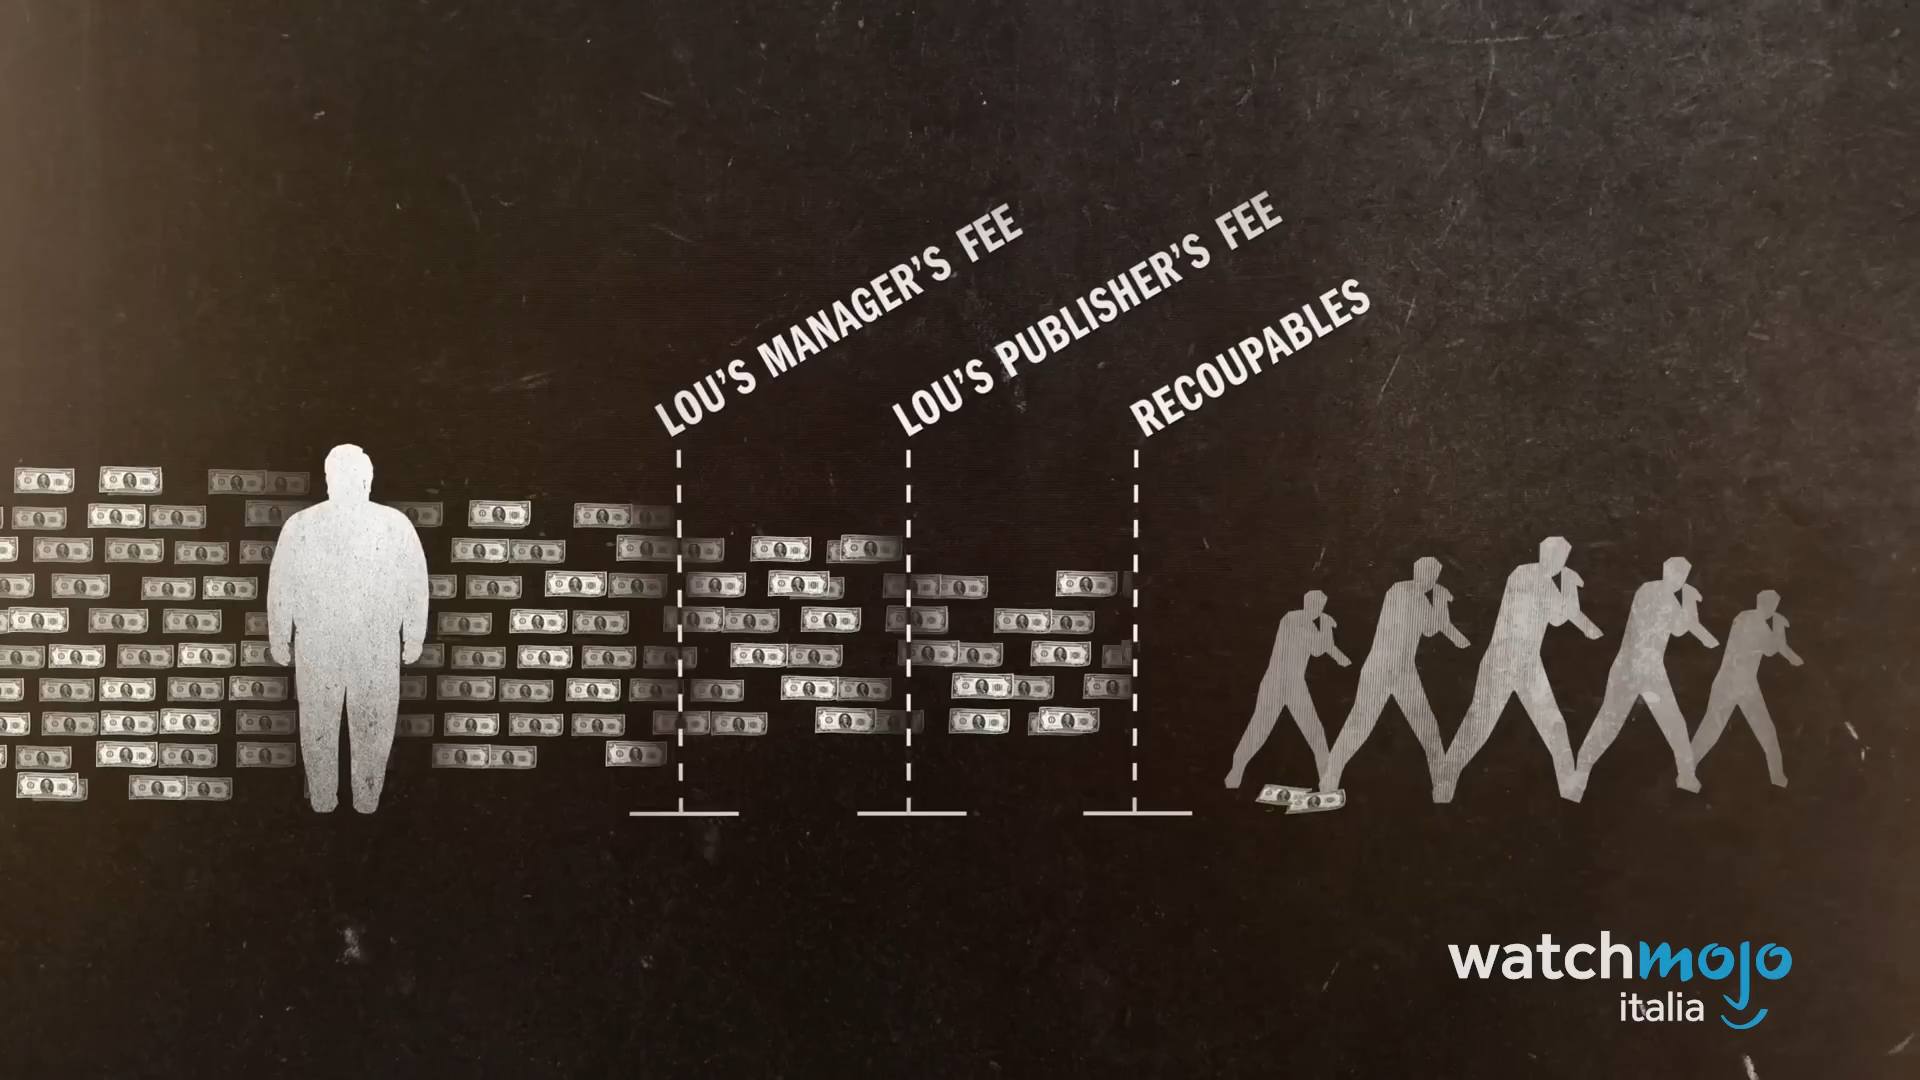 LOU'S MANAGER'S FEE
LOU'S PUBLISHER'S FEE
RECOUPABLES
watchmojo
italia